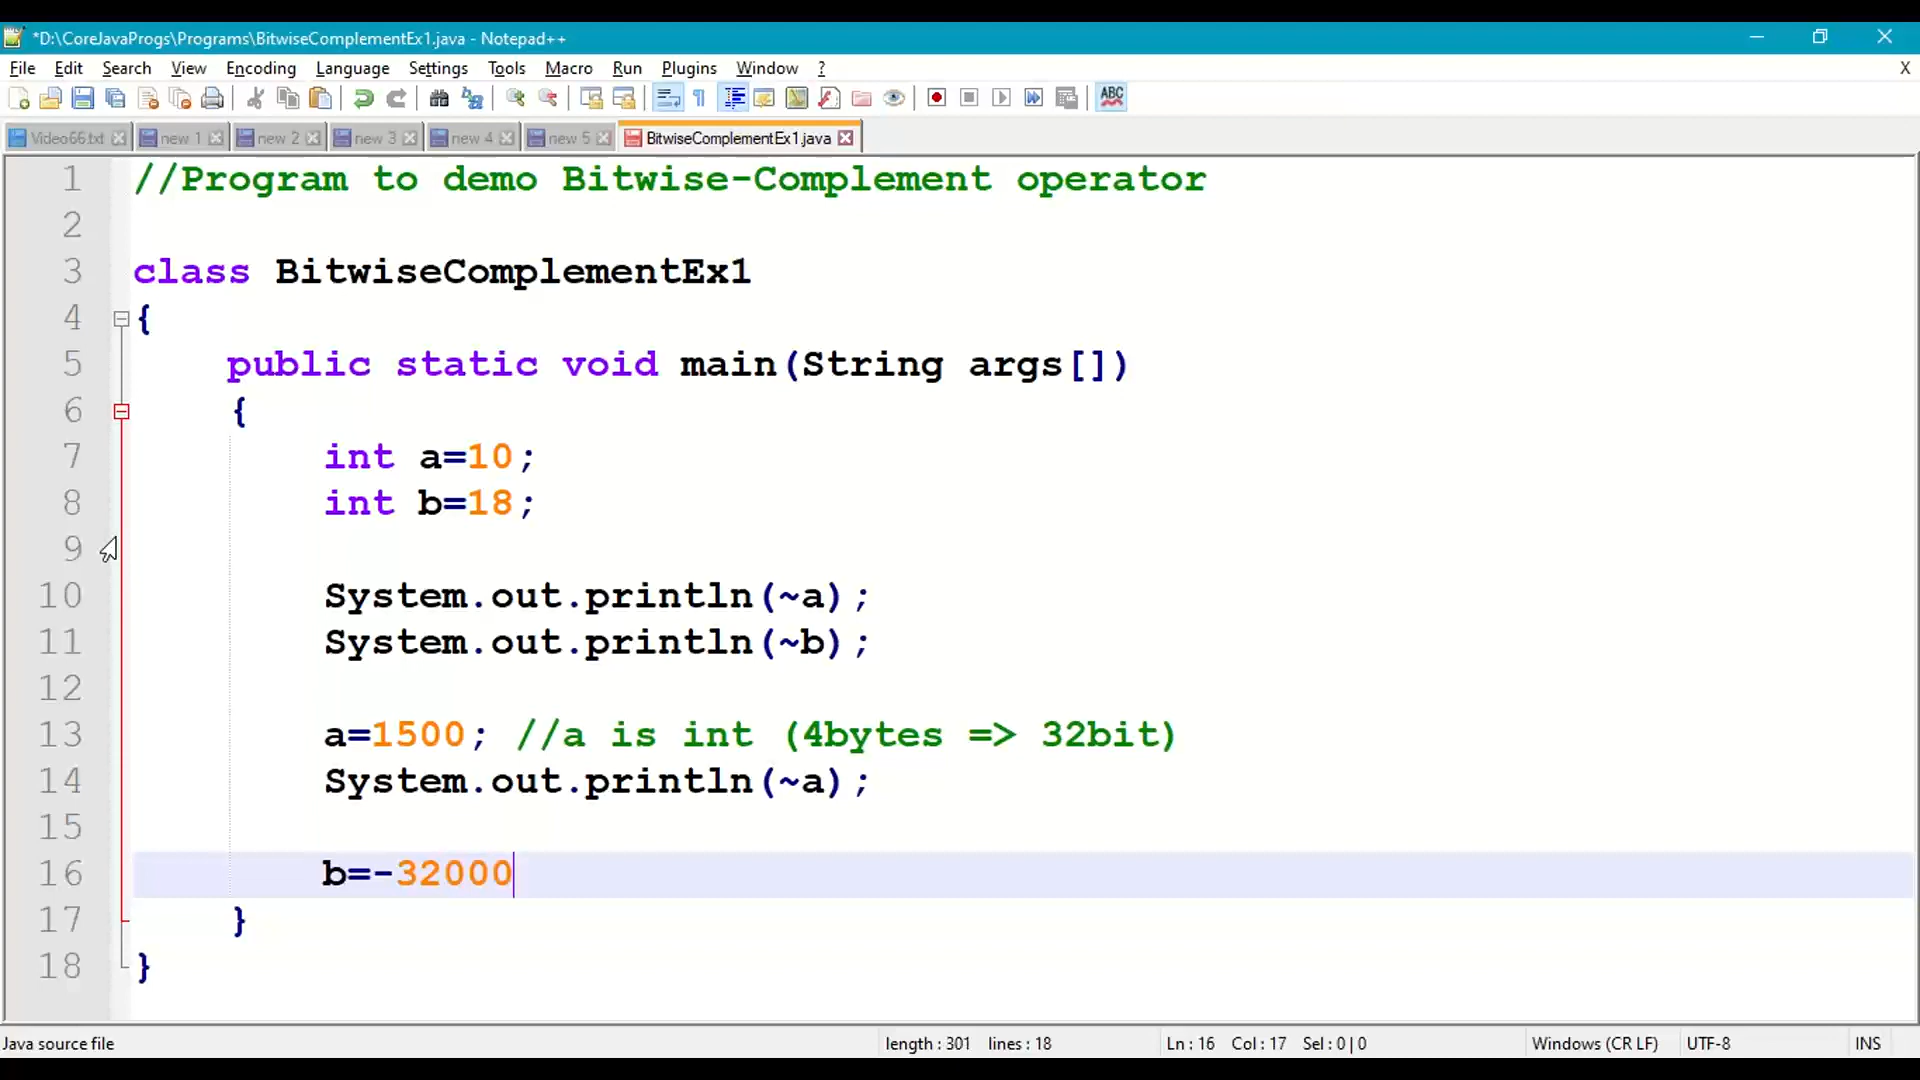 *D:\CoreJavaProgs\Programs\BitwiseComplementEx1.java - Notepad++
File Edit Search View Encoding Language Settings Tools Macro Run Plugins Window ? X
ABC
Video66.txt new 1 new 2 new 3 new 4 new 5 BitwiseComplementEx1.java
1 //Program to demo Bitwise-Complement operator
2
3 class BitwiseComplementEx1
4 {
5 public static void main(String args[])
6 {
7 int a=10;
8 int b=18;
9
10 System.out.println(~a);
11 System.out.println(~b);
12
13 a=1500; //a is int (4bytes => 32bit)
14 System.out.println(~a);
15
16 b=-32000
17 }
18 }
Java source file length : 301 lines : 18 Ln : 16 Col : 17 Sel : 0 | 0 Windows (CR LF) UTF-8 INS